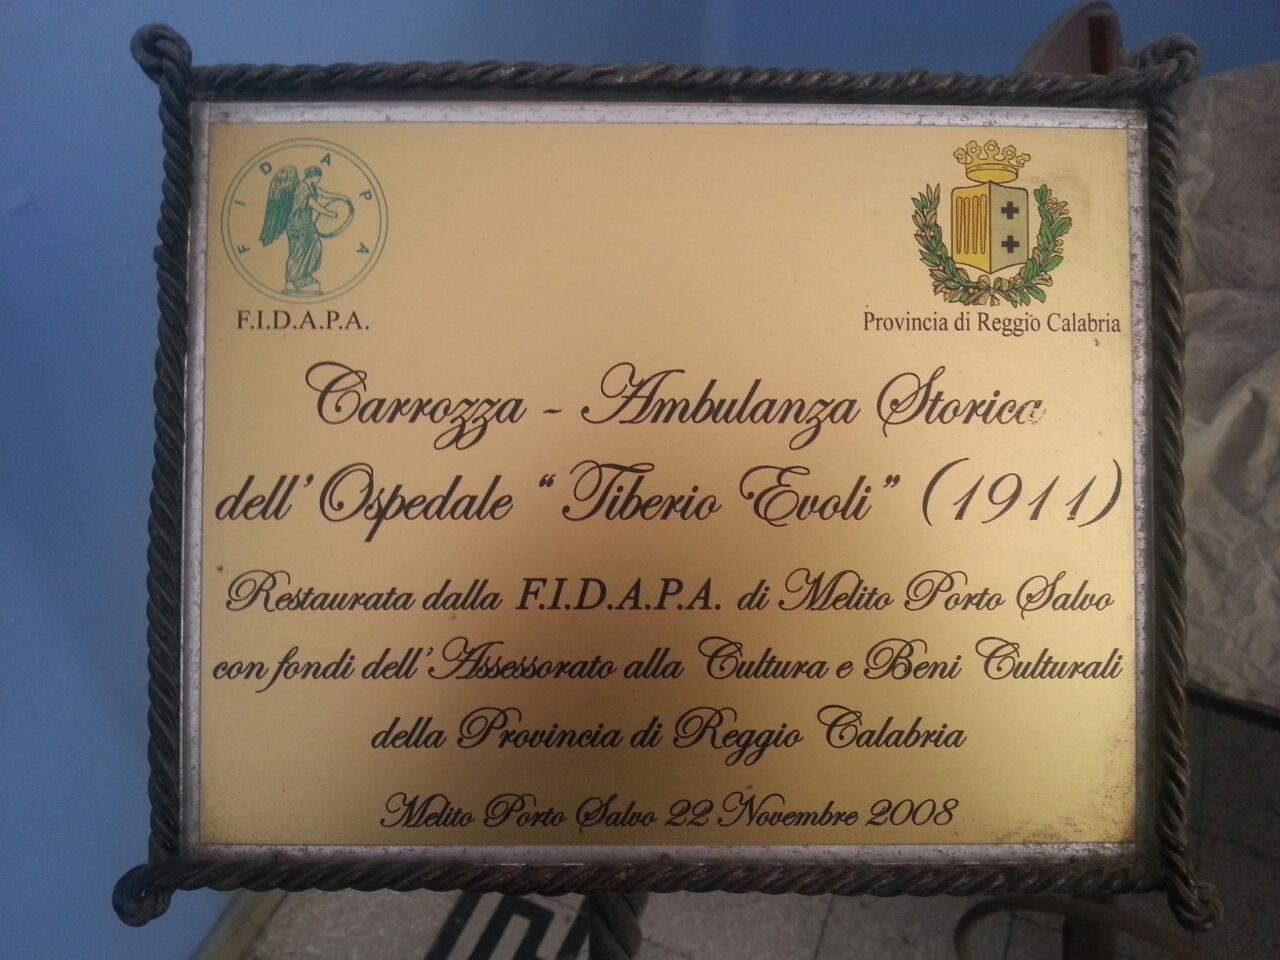 F I D A P A
F.I.D.A.P.A.
Provincia di Reggio Calabria
Carrozza - Ambulanza Storica
dell'Ospedale "Tiberio Evoli" (1911)
Restaurata dalla F.I.D.A.P.A. di Melito Porto Salvo
con fondi dell'Assessorato alla Cultura e Beni Culturali
della Provincia di Reggio Calabria
Melito Porto Salvo 22 Novembre 2008